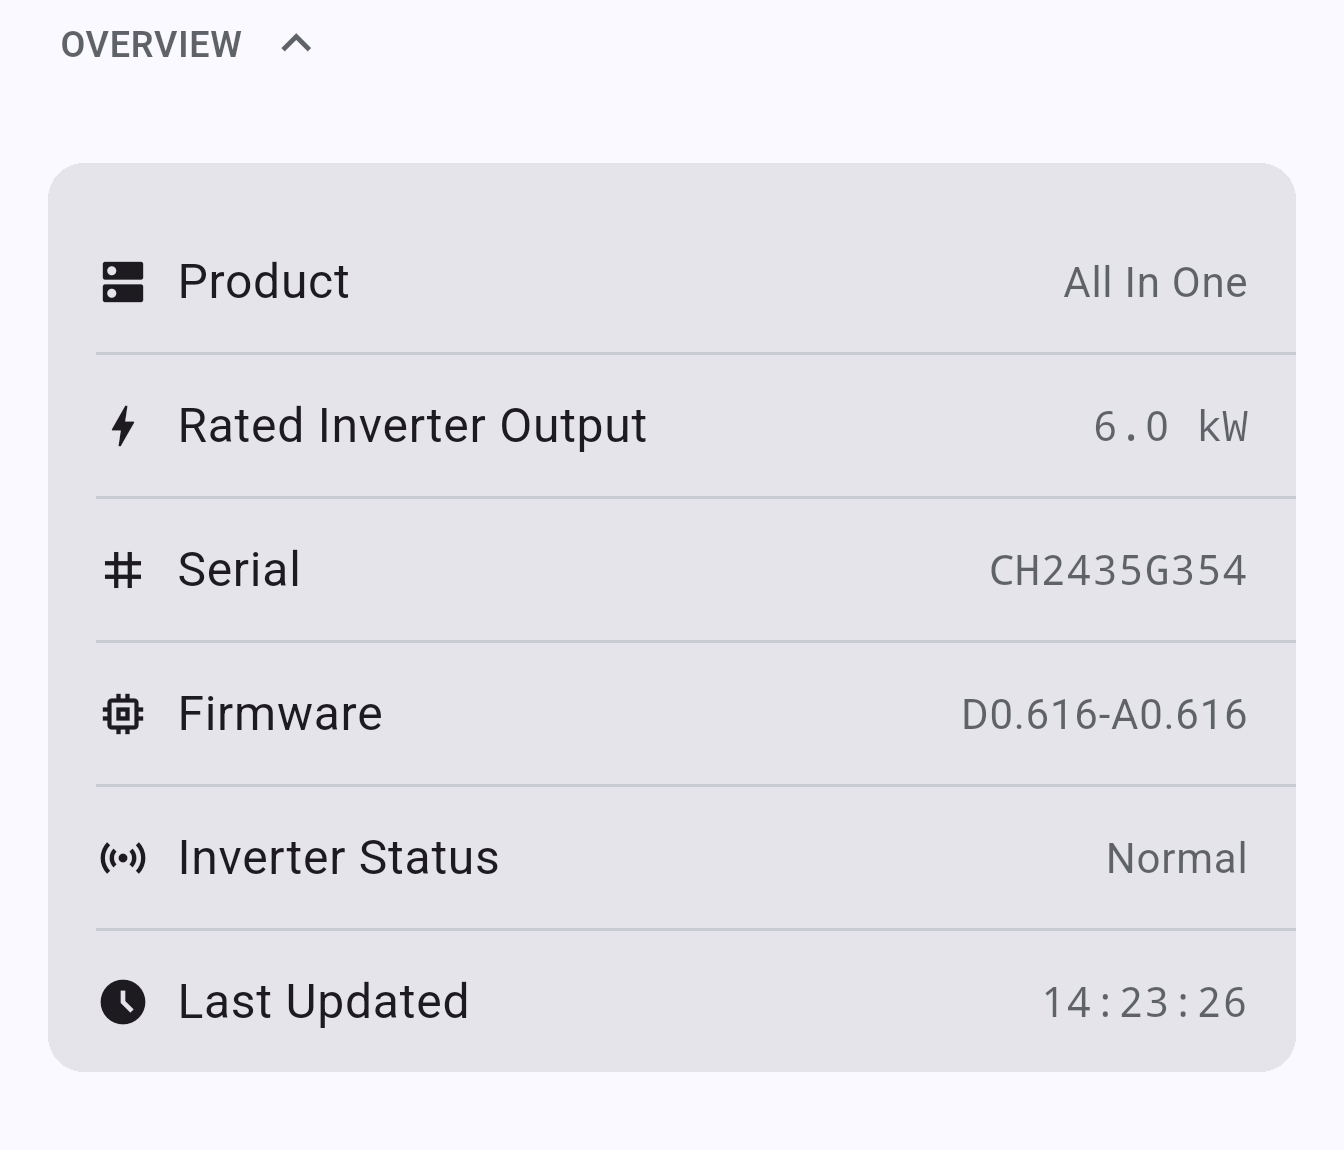 OVERVIEW
Product All In One
Rated Inverter Output 6.0 kW
Serial CH2435G354
Firmware D0.616-A0.616
Inverter Status Normal
Last Updated 14:23:26